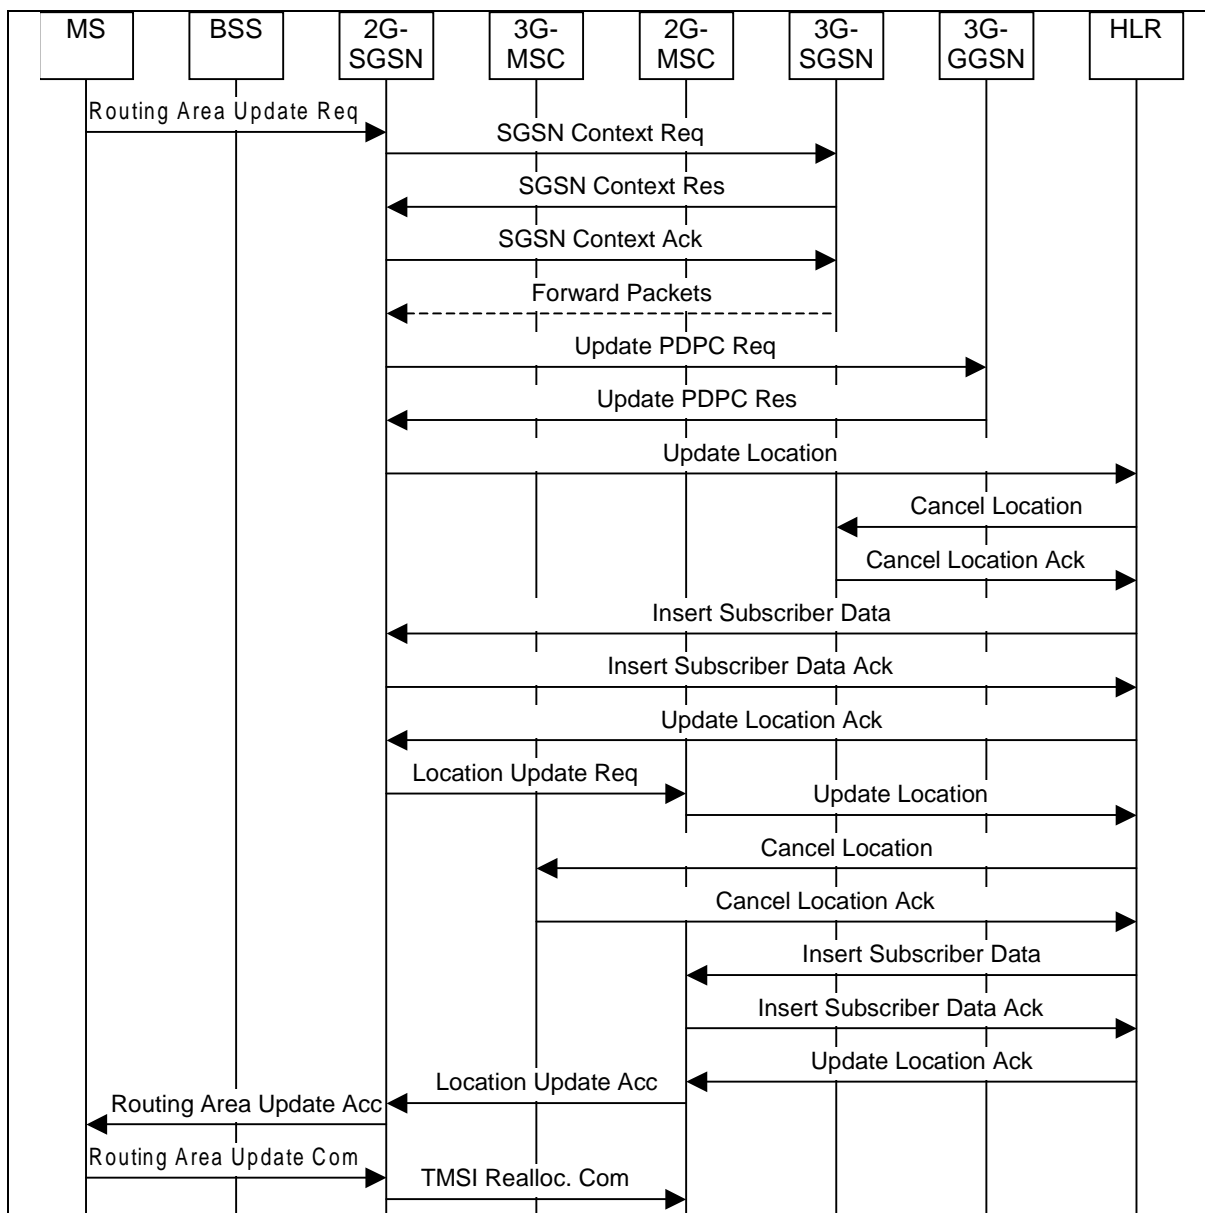 MS
BSS
2G-
SGSN
3G-
MSC
2G-
MSC
3G-
SGSN
3G-
GGSN
HLR
Routing Area Update Req
SGSN Context Req
SGSN Context Res
SGSN Context Ack
Forward Packets
Update PDPC Req
Update PDPC Res
Update Location
Cancel Location
Cancel Location Ack
Insert Subscriber Data
Insert Subscriber Data Ack
Update Location Ack
Location Update Req
Update Location
Cancel Location
Cancel Location Ack
Insert Subscriber Data
Insert Subscriber Data Ack
Update Location Ack
Location Update Acc
Routing Area Update Acc
Routing Area Update Com
TMSI Realloc. Com